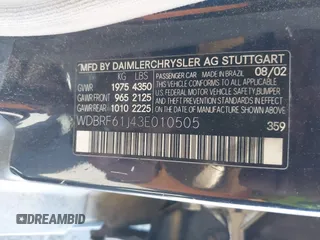 MFD BY DAIMLERCHRYSLER AG STUTTGART
KG LBS PASSENGER CAR MADE IN BRAZIL 08/02
GVWR 1975 4350
GAWR FRONT 965 2125
GAWR REAR 1010 2225
THIS VEHICLE CONFORMS TO ALL APPLICABLE U.S. FEDERAL MOTOR VEHICLE SAFETY BUMPER, AND THEFT PREVENTION STANDARDS IN EFFECT ON THE DATE OF MANUFACTURE SHOWN ABOVE
WDBRF61J43E010505
359
DREAMBID